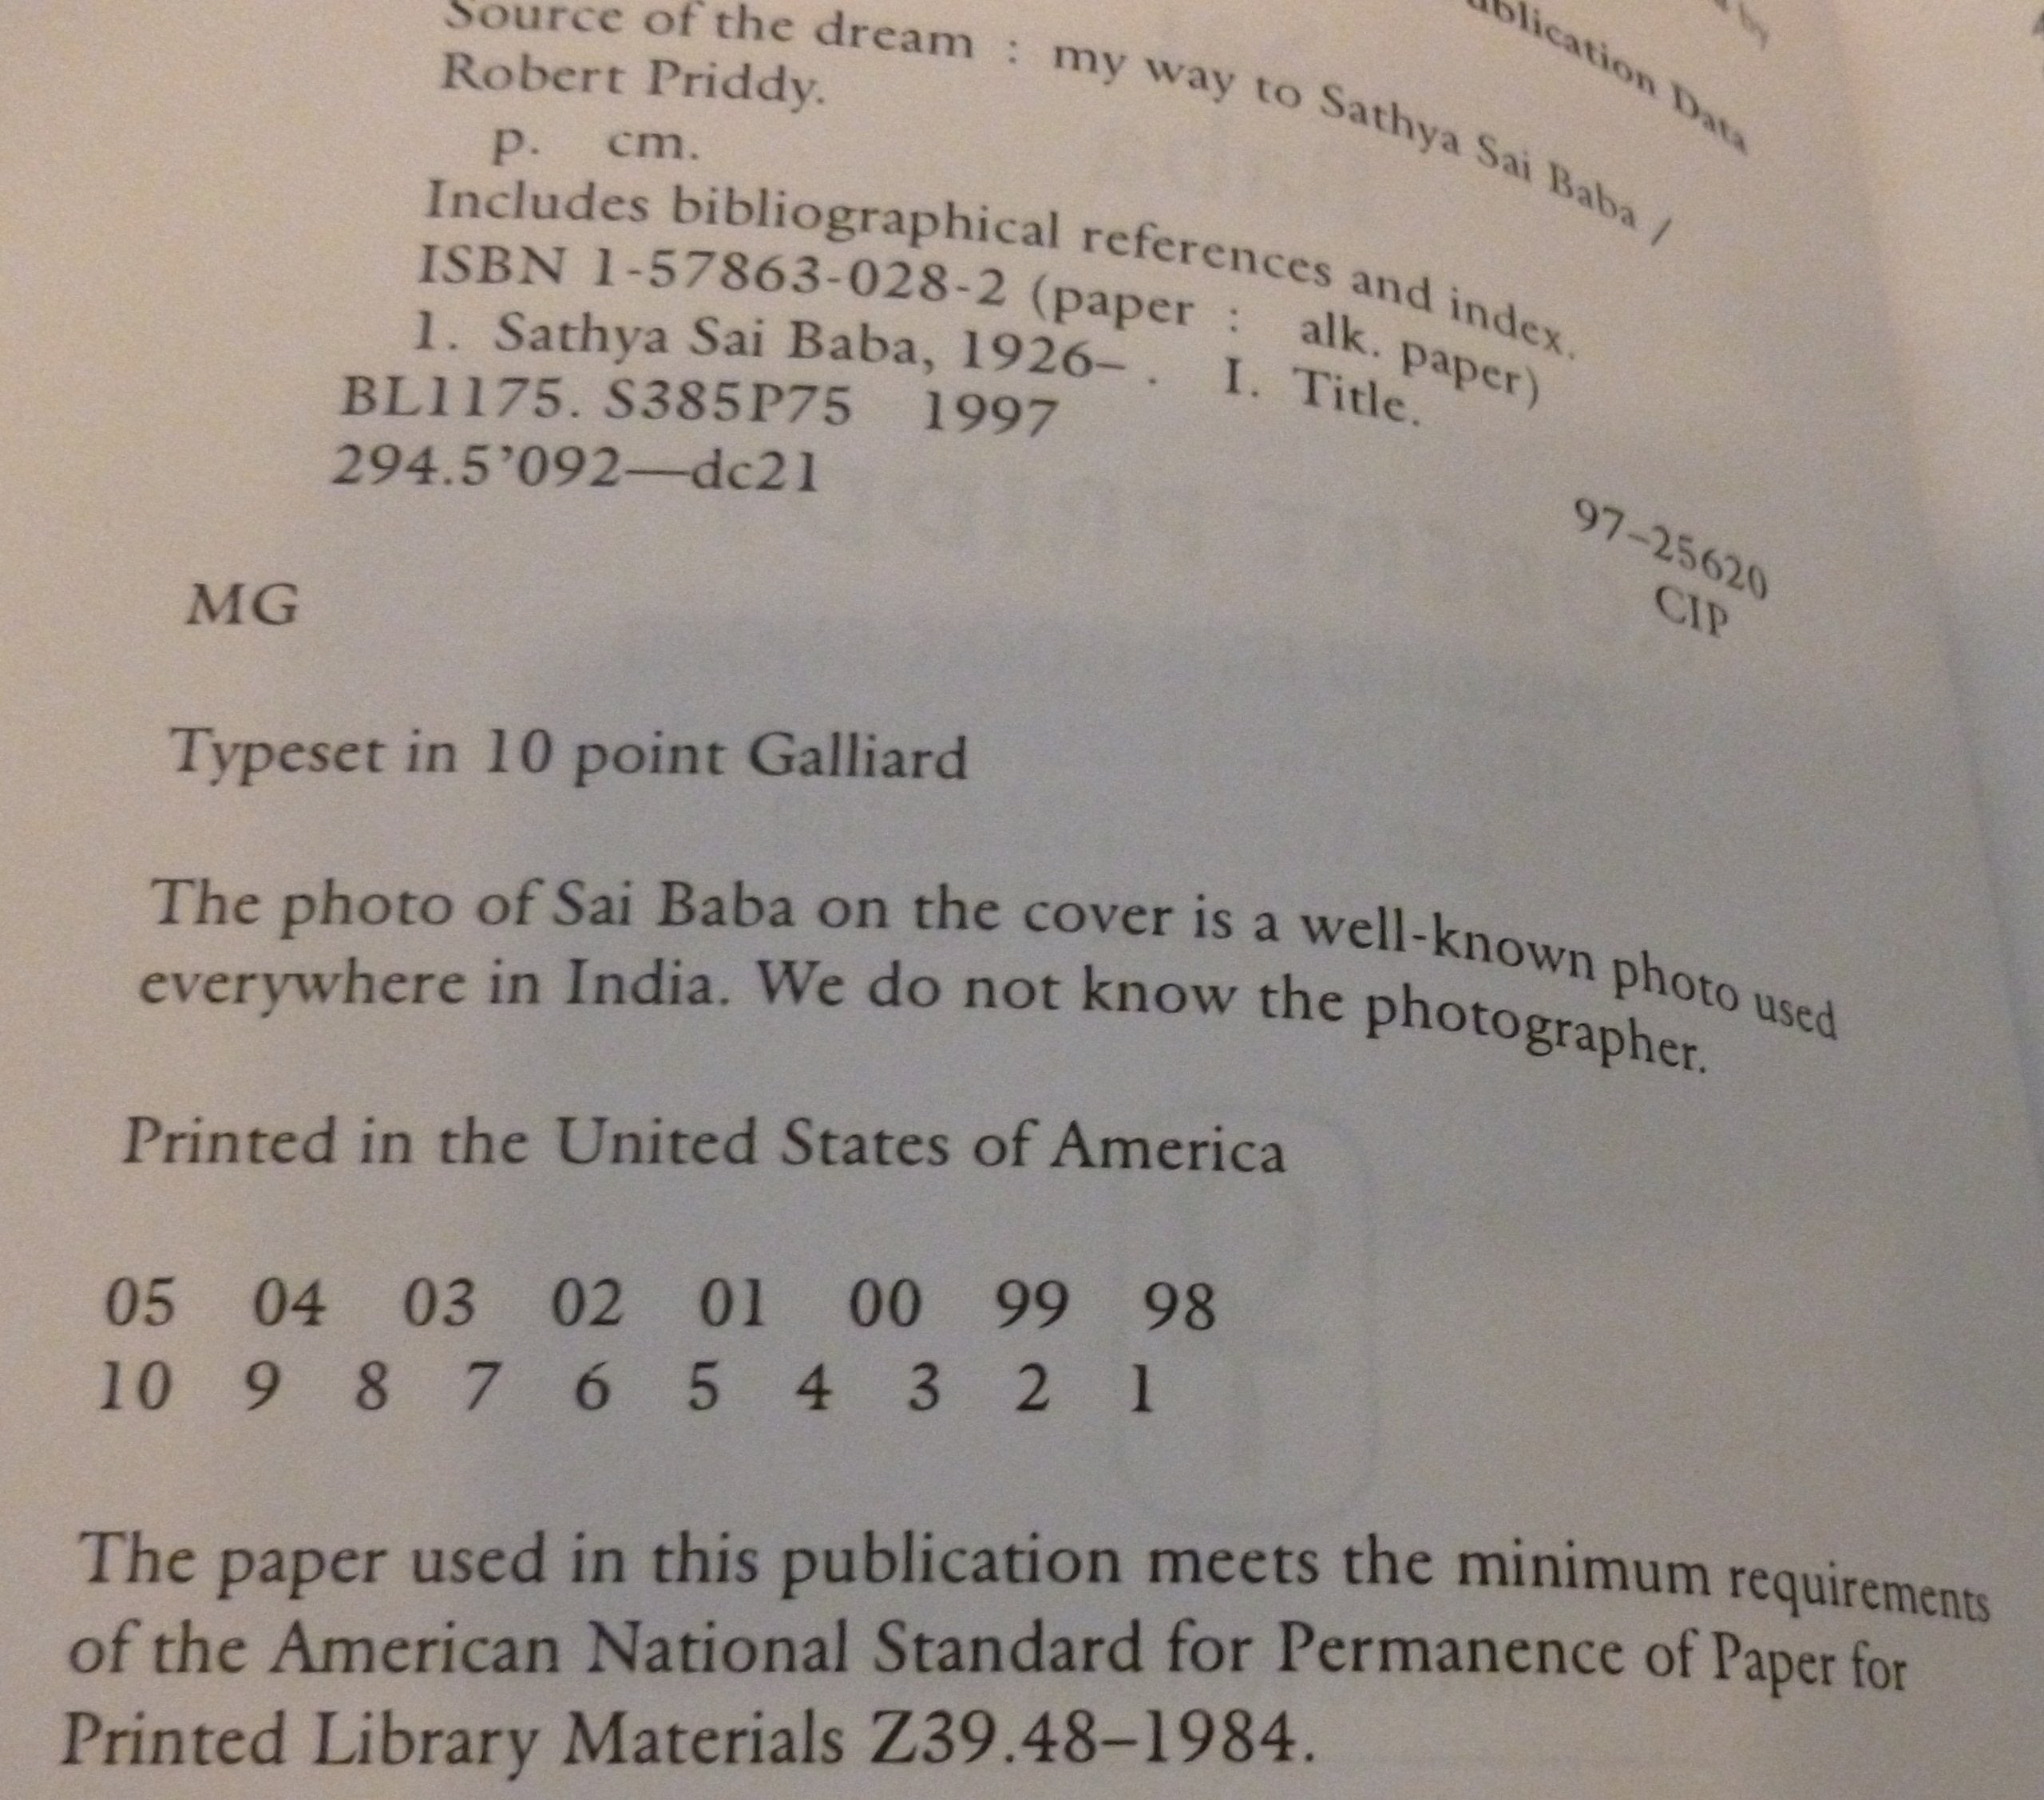 ublication Data
Source of the dream : my way to Sathya Sai Baba /
Robert Priddy.
p. cm.
Includes bibliographical references and index.
ISBN 1-57863-028-2 (paper : alk. paper)
1. Sathya Sai Baba, 1926– . I. Title.
BL1175. S385P75 1997
294.5’092—dc21
97–25620
CIP
MG
Typeset in 10 point Galliard
The photo of Sai Baba on the cover is a well-known photo used
everywhere in India. We do not know the photographer.
Printed in the United States of America
05 04 03 02 01 00 99 98
10 9 8 7 6 5 4 3 2 1
The paper used in this publication meets the minimum requirements
of the American National Standard for Permanence of Paper for
Printed Library Materials Z39.48–1984.